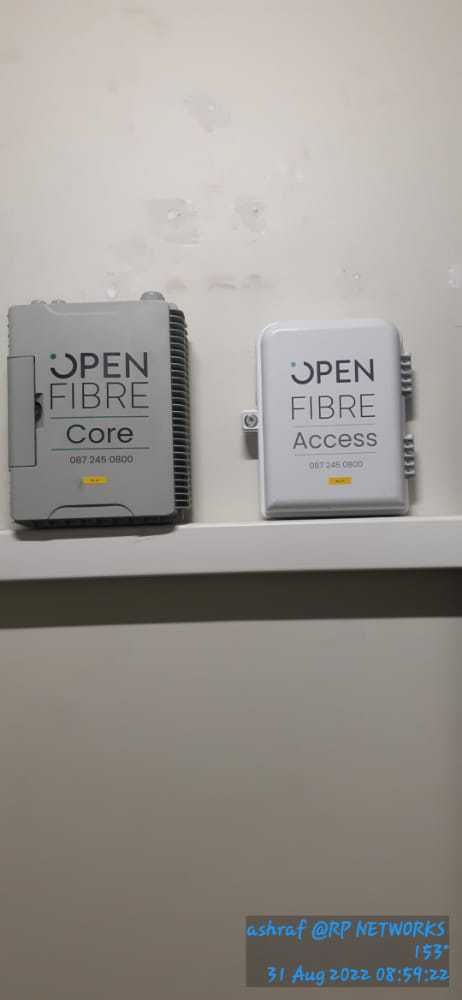 OPEN
FIBRE
Core
087 245 0800
OPEN
FIBRE
Access
087 245 0800
ashraf @RP NETWORKS
153°
31 Aug 2022 08:59:22